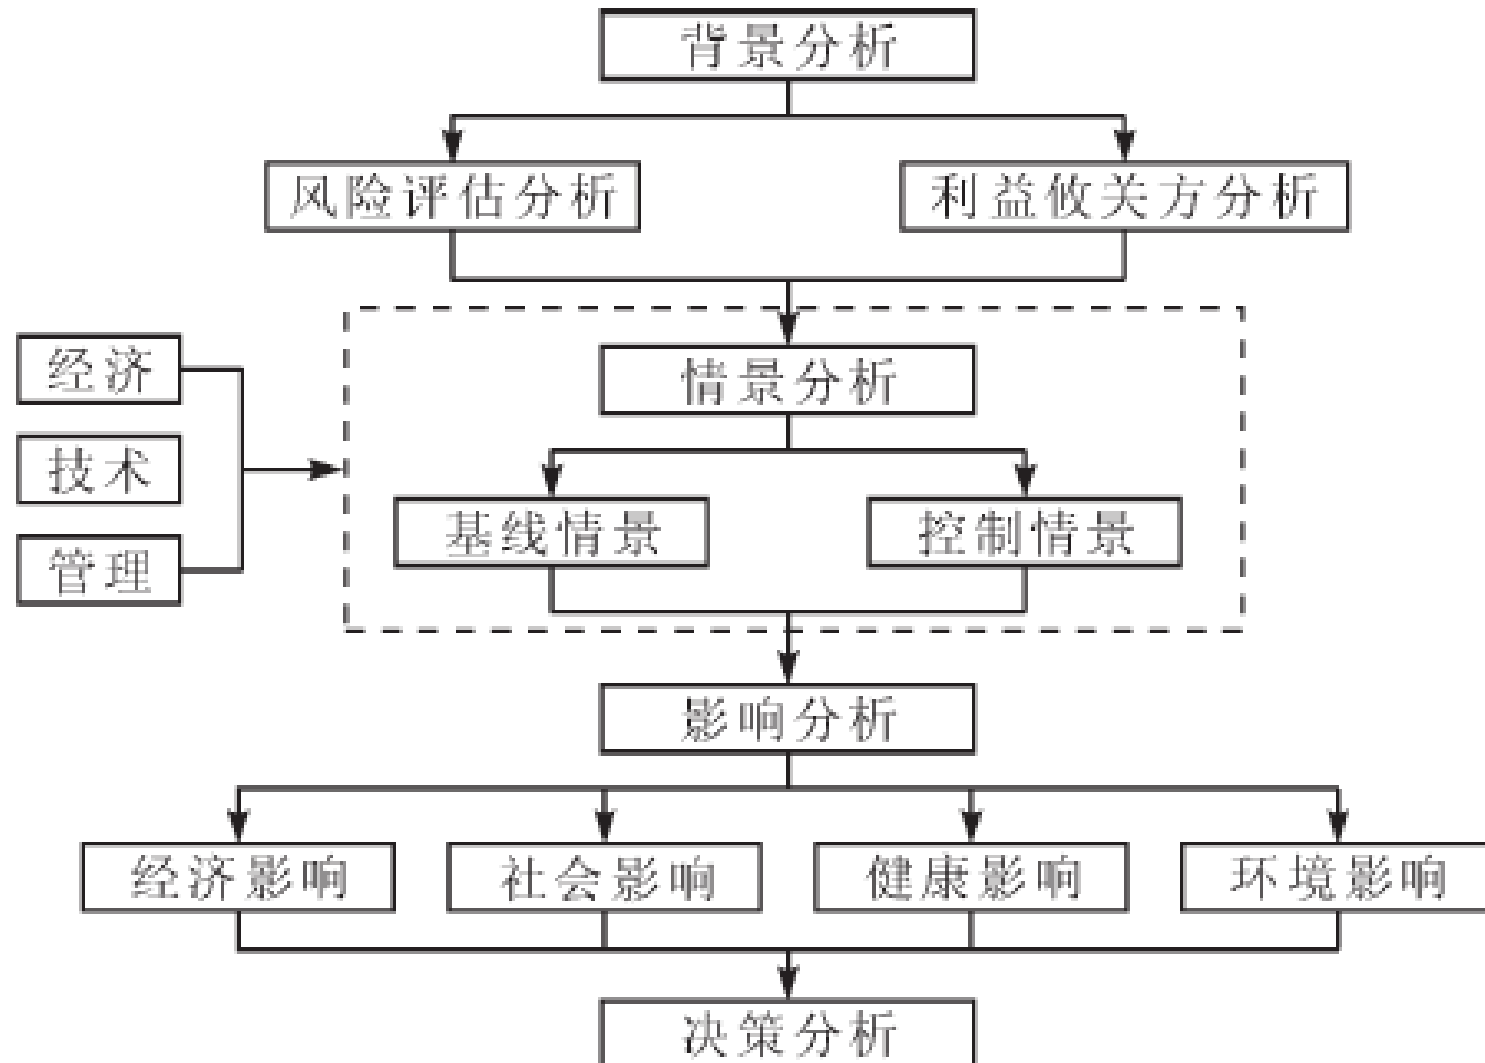 背景分析
风险评估分析
利益攸关方分析
经济
技术
管理
情景分析
基线情景
控制情景
影响分析
经济影响
社会影响
健康影响
环境影响
决策分析